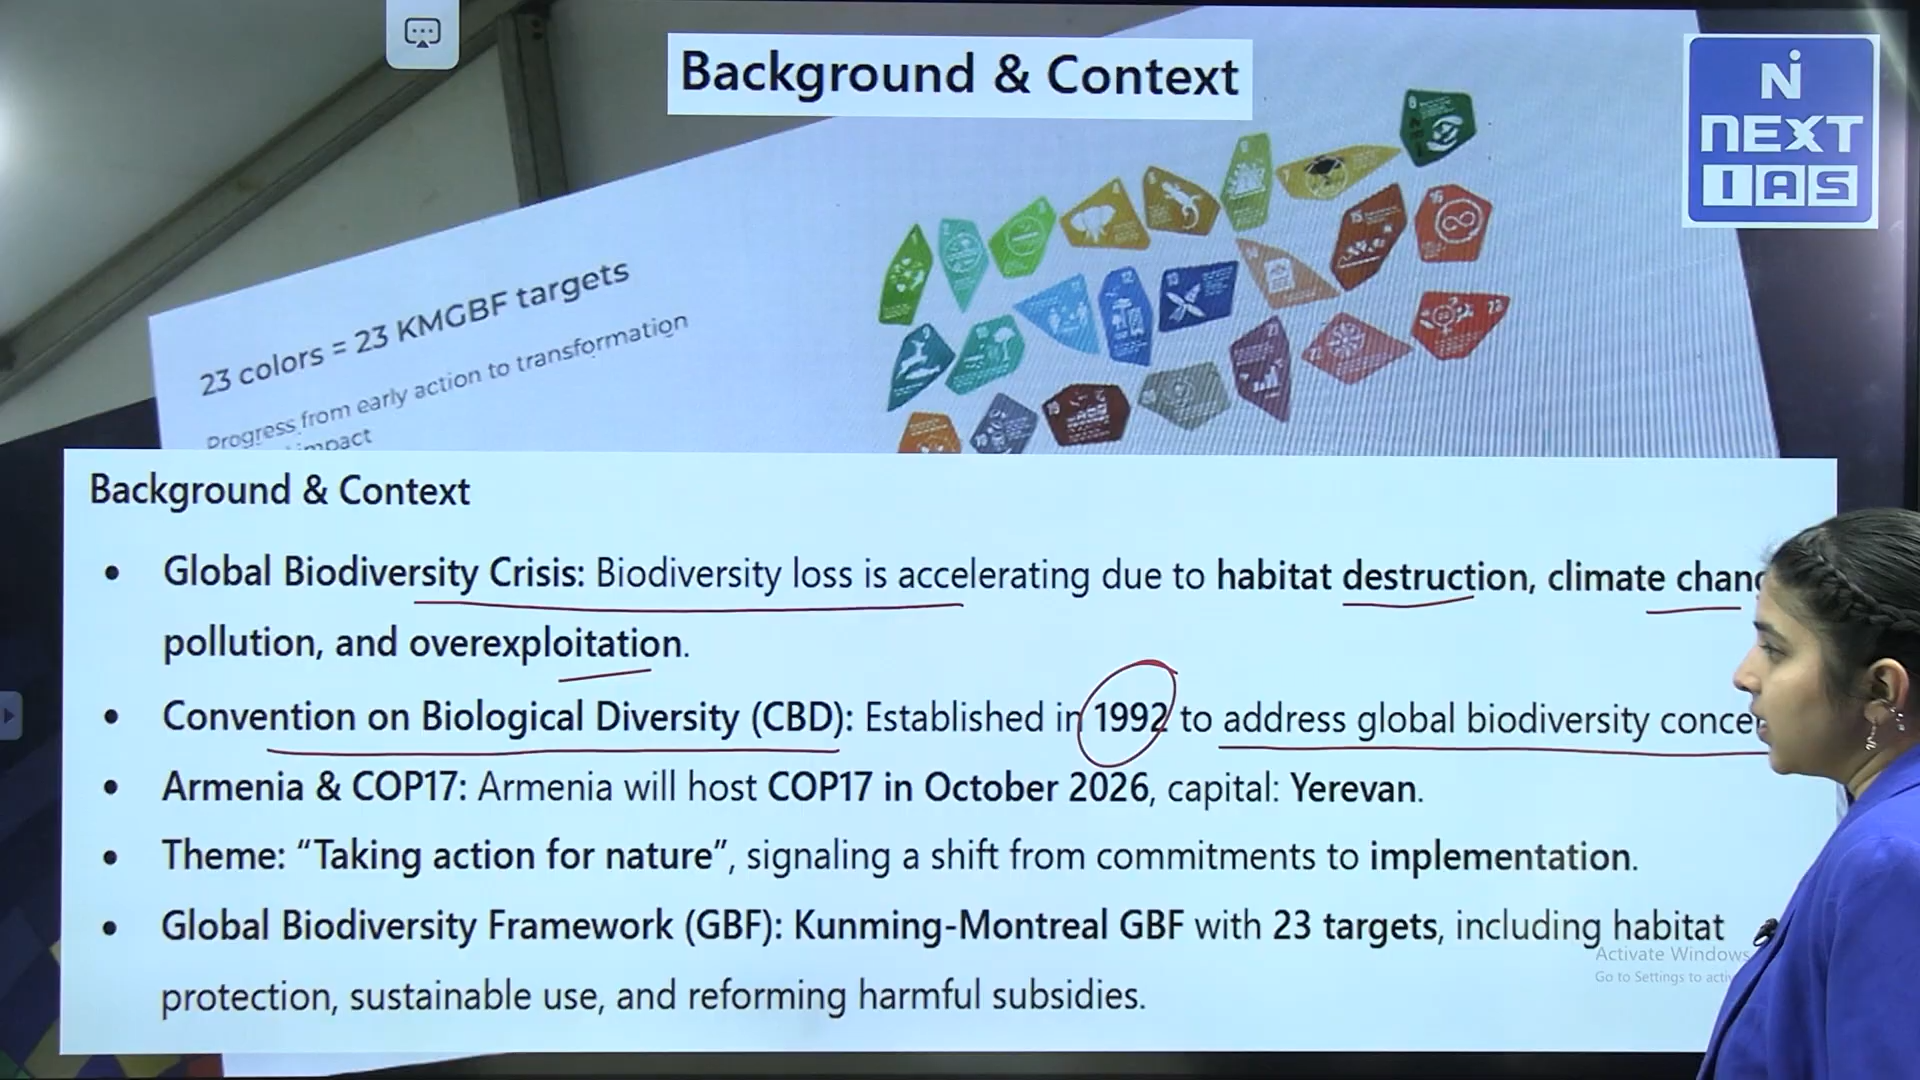 Background & Context
N
NEXT
IAS
23 colors = 23 KMGBF targets
Progress from early action to transformation
impact
Background & Context
• Global Biodiversity Crisis: Biodiversity loss is accelerating due to habitat destruction, climate chang
pollution, and overexploitation.
• Convention on Biological Diversity (CBD): Established in 1992 to address global biodiversity conce
• Armenia & COP17: Armenia will host COP17 in October 2026, capital: Yerevan.
• Theme: “Taking action for nature”, signaling a shift from commitments to implementation.
• Global Biodiversity Framework (GBF): Kunming-Montreal GBF with 23 targets, including habitat
protection, sustainable use, and reforming harmful subsidies.
Activate Windows
Go to Settings to activ